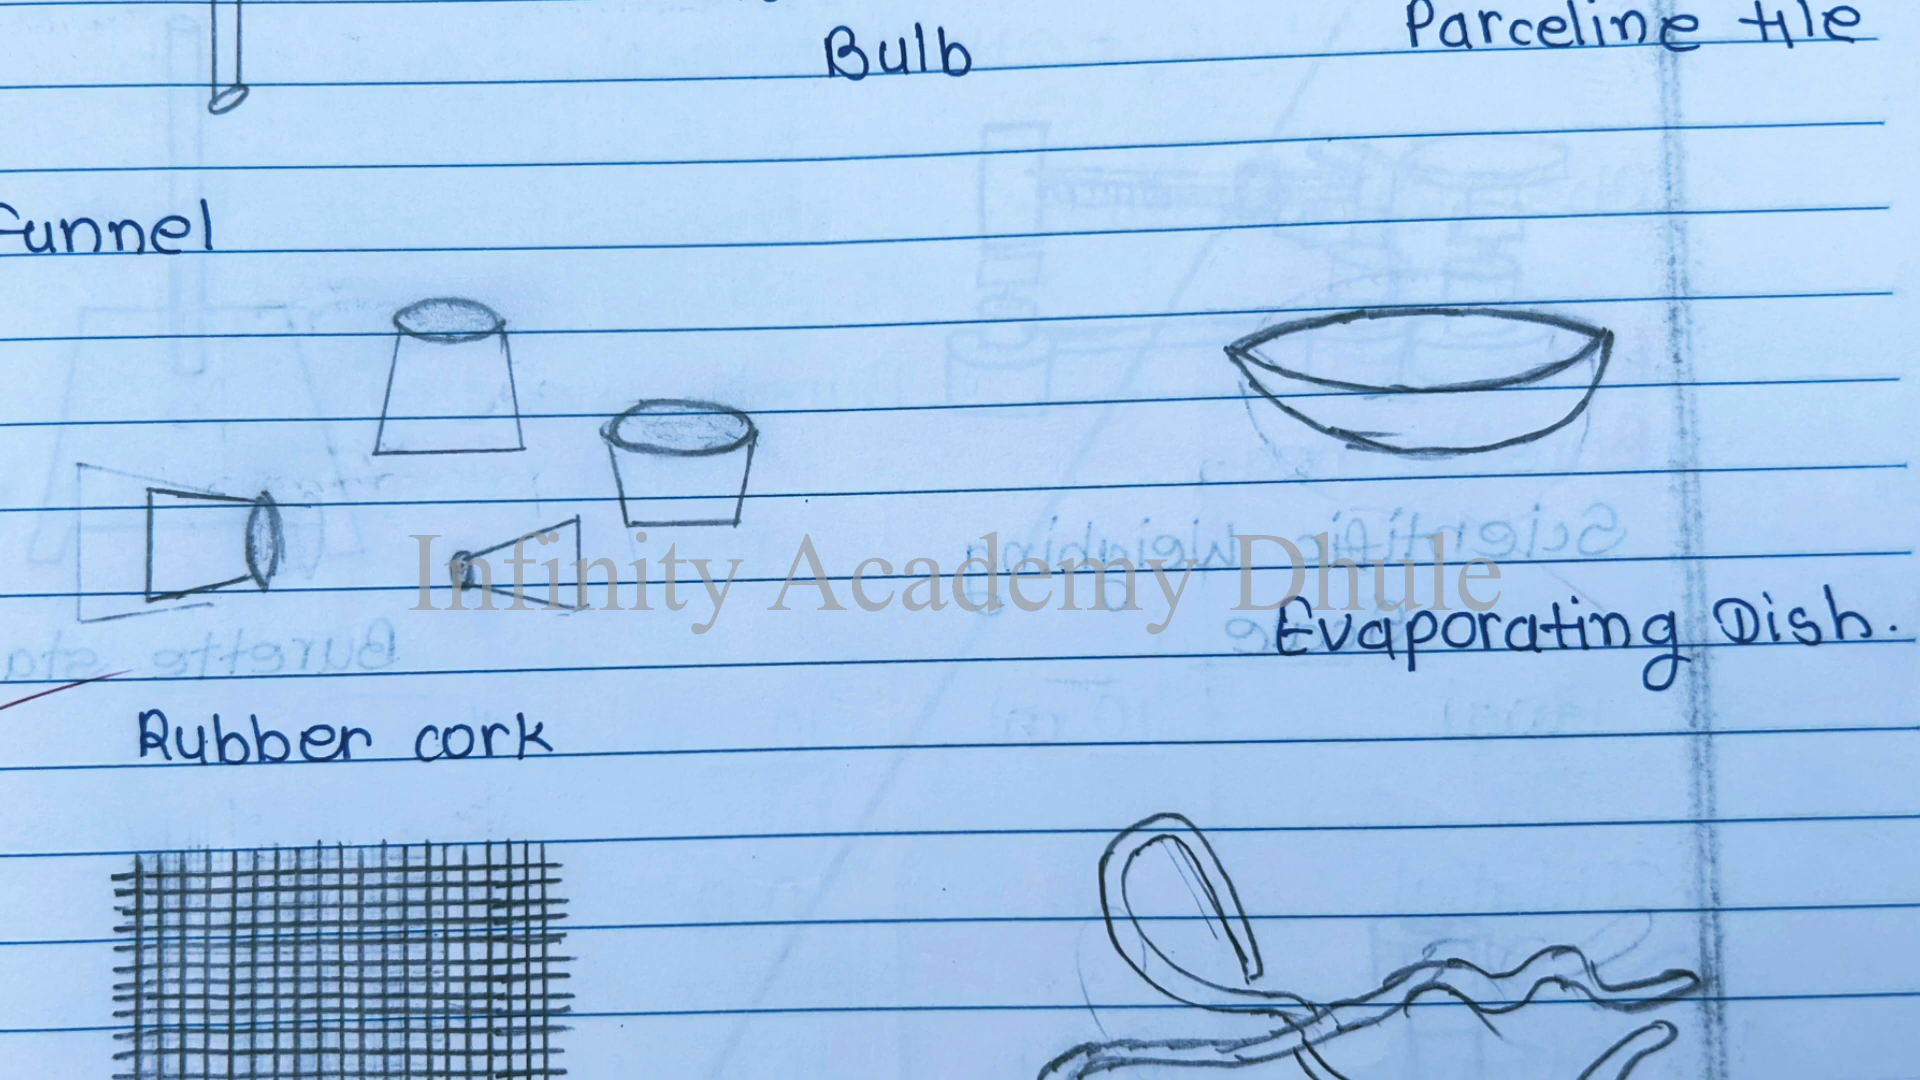 Bulb
Parceline tile
Funnel
Infinity Academy Dhule
Evaporating Dish.
Rubber cork